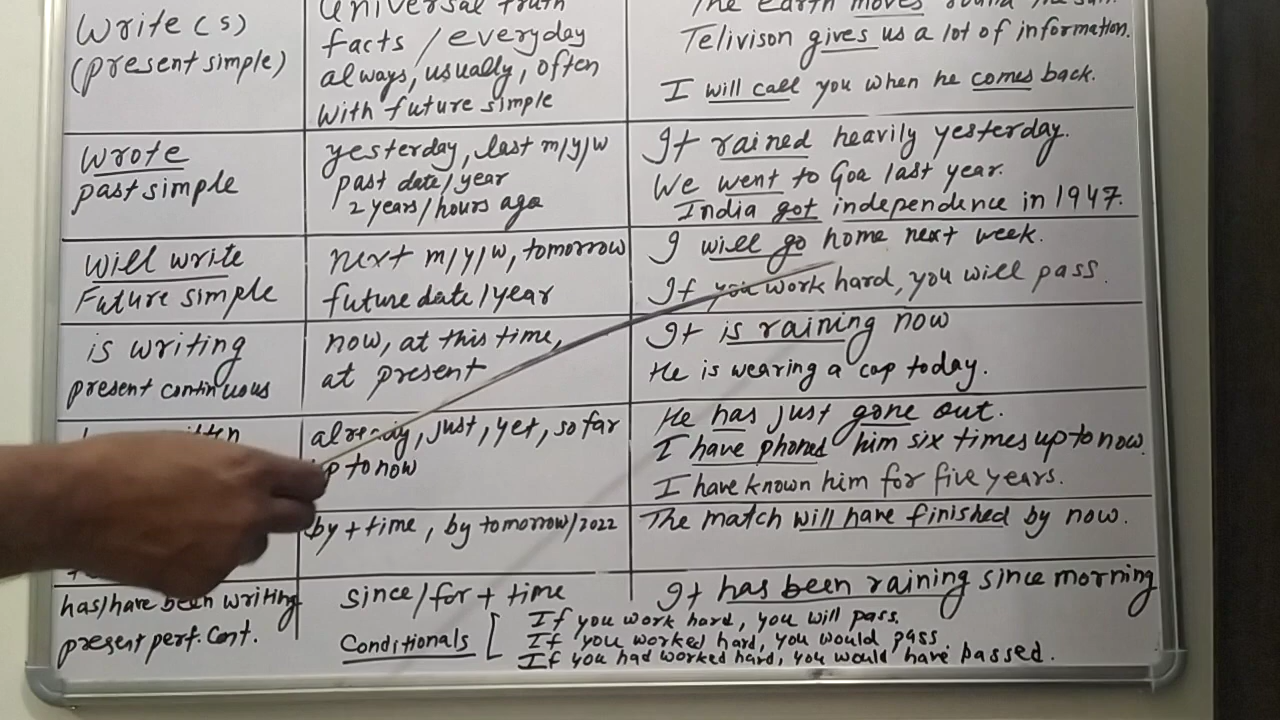 write(s)
(present simple)
universal truth
facts / everyday
always, usually, often
with future simple
The earth moves round the sun.
Telivison gives us a lot of information.
I will call you when he comes back.
Wrote
past simple
yesterday, last m/y/w
past date/year
2 years/hours ago
It rained heavily yesterday.
We went to Goa last year.
India got independence in 1947.
will write
Future simple
next m/y/w, tomorrow
future date/year
I will go home next week.
If you work hard, you will pass.
is writing
present continuous
now, at this time,
at present
It is raining now
He is wearing a cap today.
already, just, yet, so far
up to now
He has just gone out.
I have phoned him six times up to now.
I have known him for five years.
by + time, by tomorrow/2022
The match will have finished by now.
has/have been writing
present perf. cont.
since/for + time
It has been raining since morning
Conditionals
If you work hard, you will pass.
If you worked hard, you would pass
If you had worked hard, you would have passed.